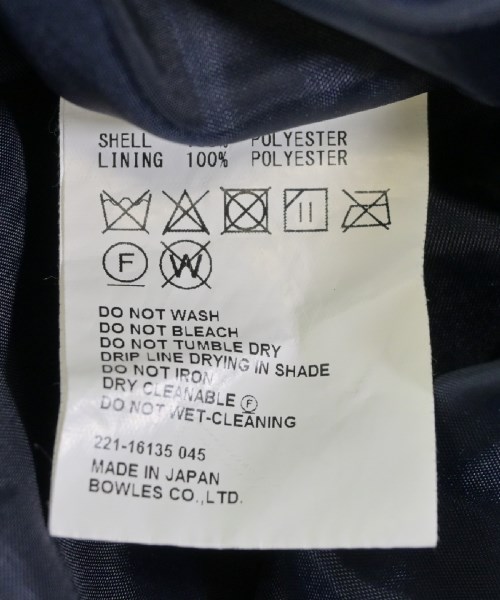 SHELL POLYESTER
LINING 100% POLYESTER
F W
DO NOT WASH
DO NOT BLEACH
DO NOT TUMBLE DRY
DRIP LINE DRYING IN SHADE
DO NOT IRON
DRY CLEANABLE Ⓕ
DO NOT WET-CLEANING
221-16135 045
MADE IN JAPAN
BOWLES CO.,LTD.